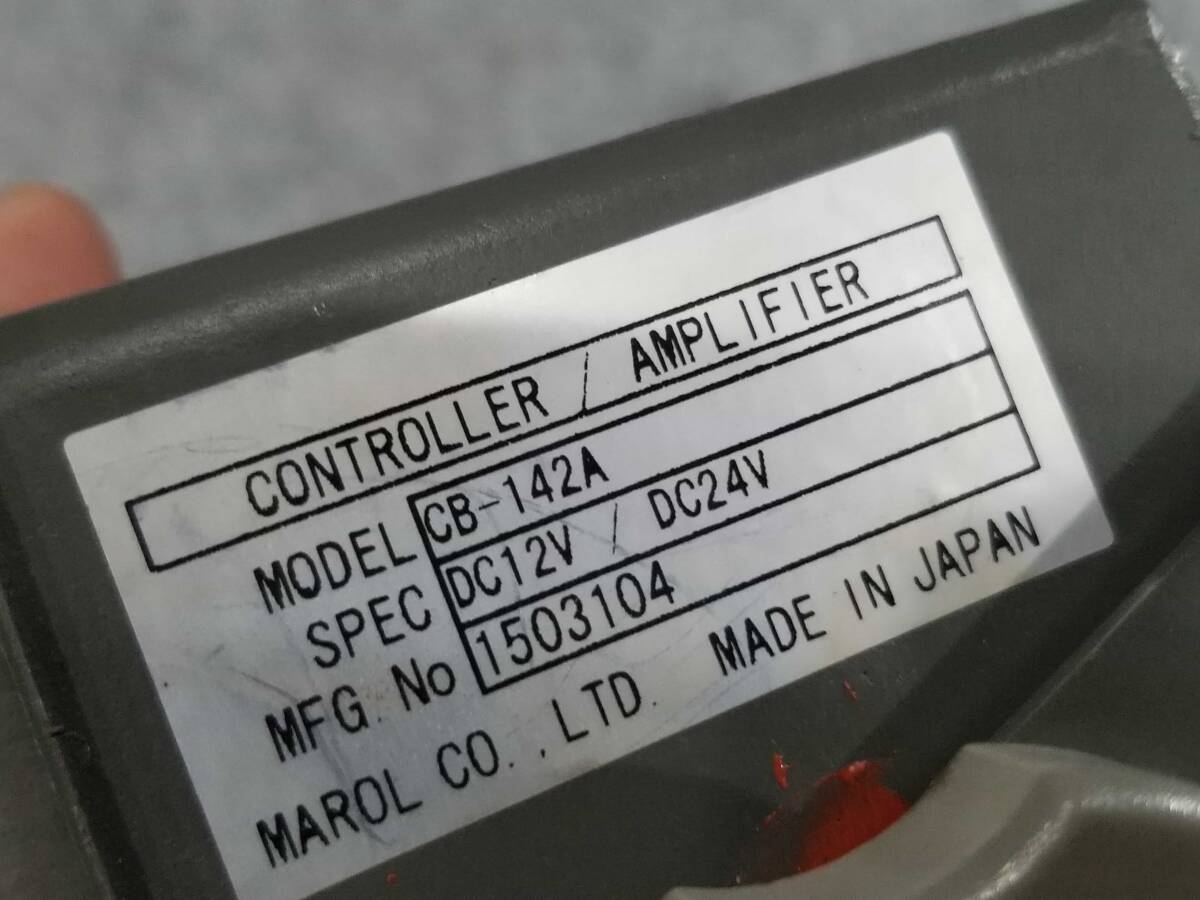 CONTROLLER / AMPLIFIER
MODEL CB-142A
SPEC DC12V / DC24V
MFG. No 1503104
MAROL CO., LTD. MADE IN JAPAN